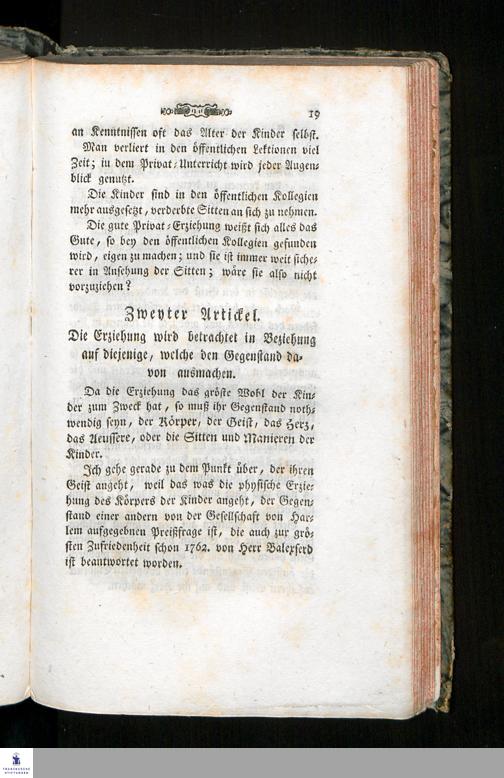 19
an Kenntnissen oft das Alter der Kinder selbst.
Man verliert in den öffentlichen Lektionen viel
Zeit; in dem Privat-Unterricht wird jeder Augen-
blick genutzt.
Die Kinder sind in den öffentlichen Kollegien
mehr ausgesetzt, verderbte Sitten an sich zu nehmen.
Die gute Privat-Erziehung weißt sich alles das
Gute, so bey den öffentlichen Kollegien gefunden
wird, eigen zu machen; und sie ist immer weit siche-
rer in Ansehung der Sitten; wäre sie also nicht
vorzuziehen?
Zweyter Artickel.
Die Erziehung wird betrachtet in Beziehung
auf diejenige, welche den Gegenstand da-
von ausmachen.
Da die Erziehung das gröste Wohl der Kin-
der zum Zweck hat, so muß ihr Gegenstand noth-
wendig seyn, der Körper, der Geist, das Herz,
das Aeussere, oder die Sitten und Manieren der
Kinder.
Ich gehe gerade zu dem Punkt über, der ihren
Geist angeht, weil das was die physische Erzie-
hung des Körpers der Kinder angeht, der Gegen-
stand einer andern von der Gesellschaft von Har-
lem aufgegebnen Preißfrage ist, die auch zur grö-
sten Zufriedenheit schon 1762. von Herr Balexserd
ist beantwortet worden.
FRANCKESCHE
STIFTUNGEN